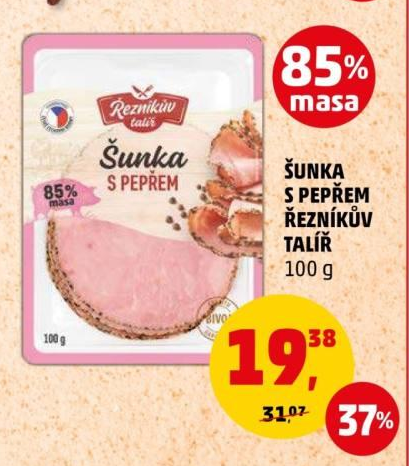 85%
masa
Řezníkův
talíř
Šunka
S PEPŘEM
85%
masa
100 g
ŠUNKA
S PEPŘEM
ŘEZNÍKŮV
TALÍŘ
100 g
19,38
31,07
37%